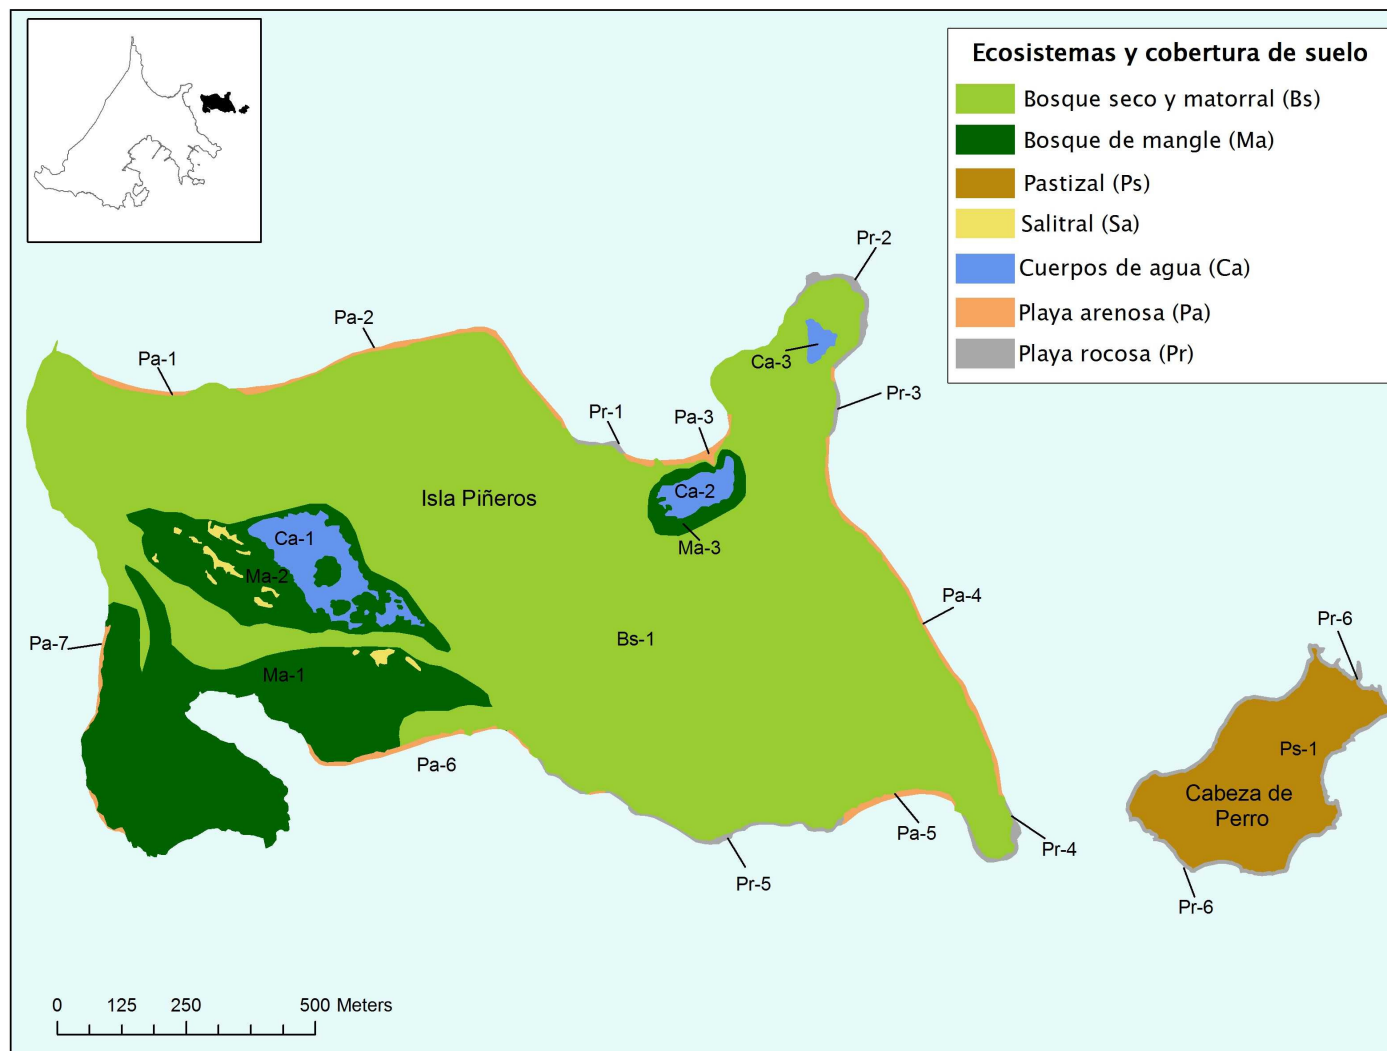 Ecosistemas y cobertura de suelo
Bosque seco y matorral (Bs)
Bosque de mangle (Ma)
Pastizal (Ps)
Salitral (Sa)
Cuerpos de agua (Ca)
Playa arenosa (Pa)
Playa rocosa (Pr)
Pr-2
Pa-2
Pa-1
Ca-3
Pr-3
Pr-1
Pa-3
Isla Piñeros
Ca-2
Ca-1
Ma-3
Ma-2
Pa-4
Pr-6
Pa-7
Bs-1
Ma-1
Ps-1
Pa-6
Cabeza de
Perro
Pa-5
Pr-4
Pr-5
Pr-6
0 125 250 500 Meters